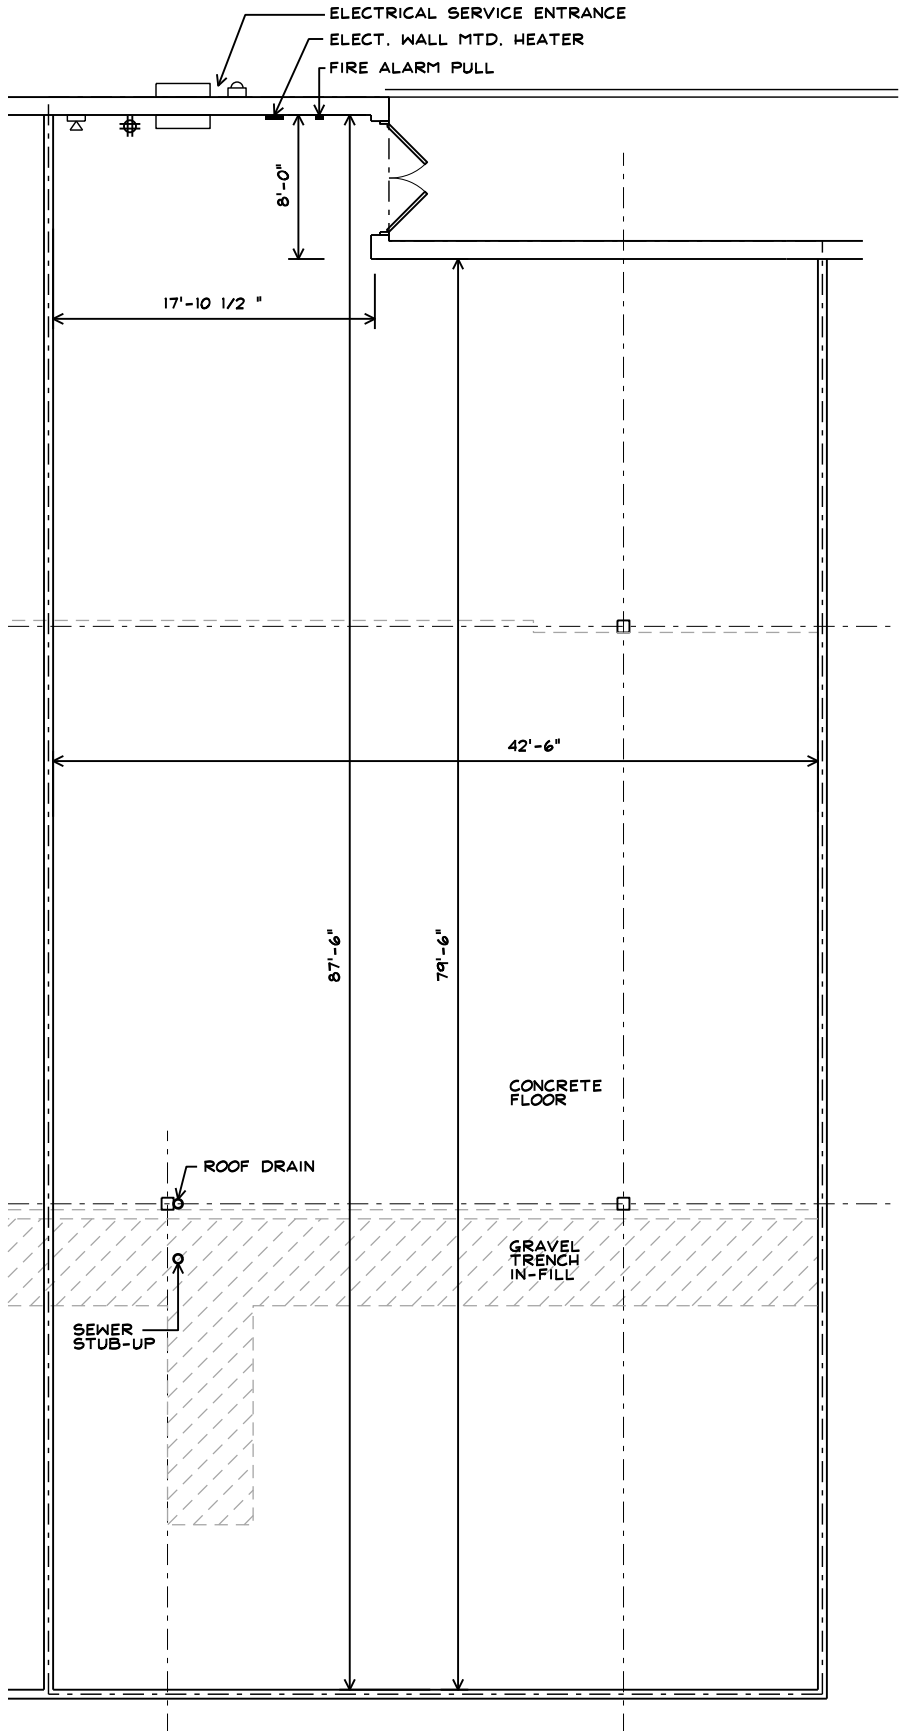 ELECTRICAL SERVICE ENTRANCE
ELECT. WALL MTD. HEATER
FIRE ALARM PULL
8'-0"
17'-10 1/2 "
42'-6"
87'-6"
79'-6"
CONCRETE
FLOOR
ROOF DRAIN
GRAVEL
TRENCH
IN-FILL
SEWER
STUB-UP